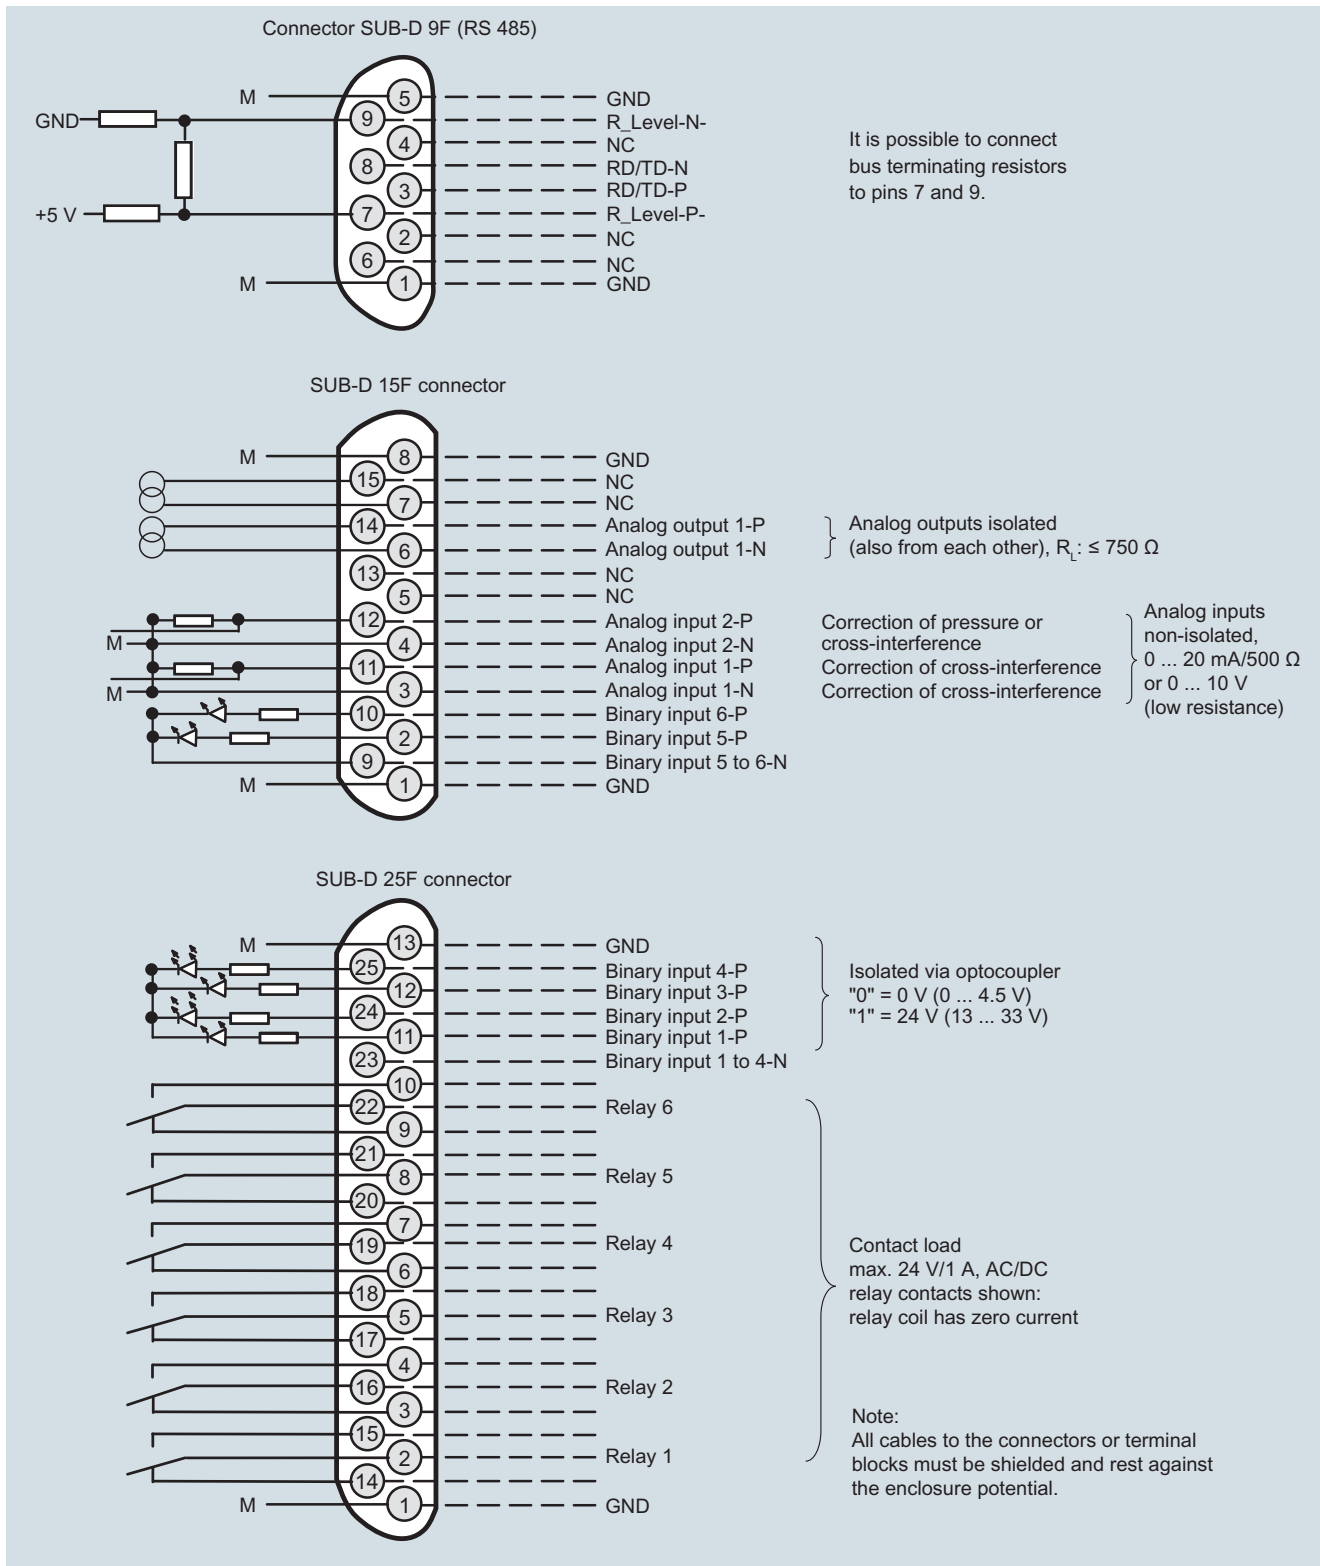 Connector SUB-D 9F (RS 485)
M 5 GND
GND 9 R_Level-N-
4 NC
8 RD/TD-N
3 RD/TD-P
+5 V 7 R_Level-P-
2 NC
6 NC
M 1 GND
It is possible to connect
bus terminating resistors
to pins 7 and 9.
SUB-D 15F connector
M 8 GND
15 NC
7 NC
14 Analog output 1-P
6 Analog output 1-N
Analog outputs isolated
(also from each other), RL: ≤ 750 Ω
13 NC
5 NC
12 Analog input 2-P
M 4 Analog input 2-N
11 Analog input 1-P
M 3 Analog input 1-N
Correction of pressure or
cross-interference
Correction of cross-interference
Correction of cross-interference
Analog inputs
non-isolated,
0 ... 20 mA/500 Ω
or 0 ... 10 V
(low resistance)
10 Binary input 6-P
2 Binary input 5-P
9 Binary input 5 to 6-N
M 1 GND
SUB-D 25F connector
M 13 GND
25 Binary input 4-P
12 Binary input 3-P
24 Binary input 2-P
11 Binary input 1-P
23 Binary input 1 to 4-N
Isolated via optocoupler
"0" = 0 V (0 ... 4.5 V)
"1" = 24 V (13 ... 33 V)
10
22 Relay 6
9
21
8 Relay 5
20
7
19 Relay 4
6
18
5 Relay 3
17
4
16 Relay 2
3
15
2 Relay 1
14
M 1 GND
Contact load
max. 24 V/1 A, AC/DC
relay contacts shown:
relay coil has zero current
Note:
All cables to the connectors or terminal
blocks must be shielded and rest against
the enclosure potential.